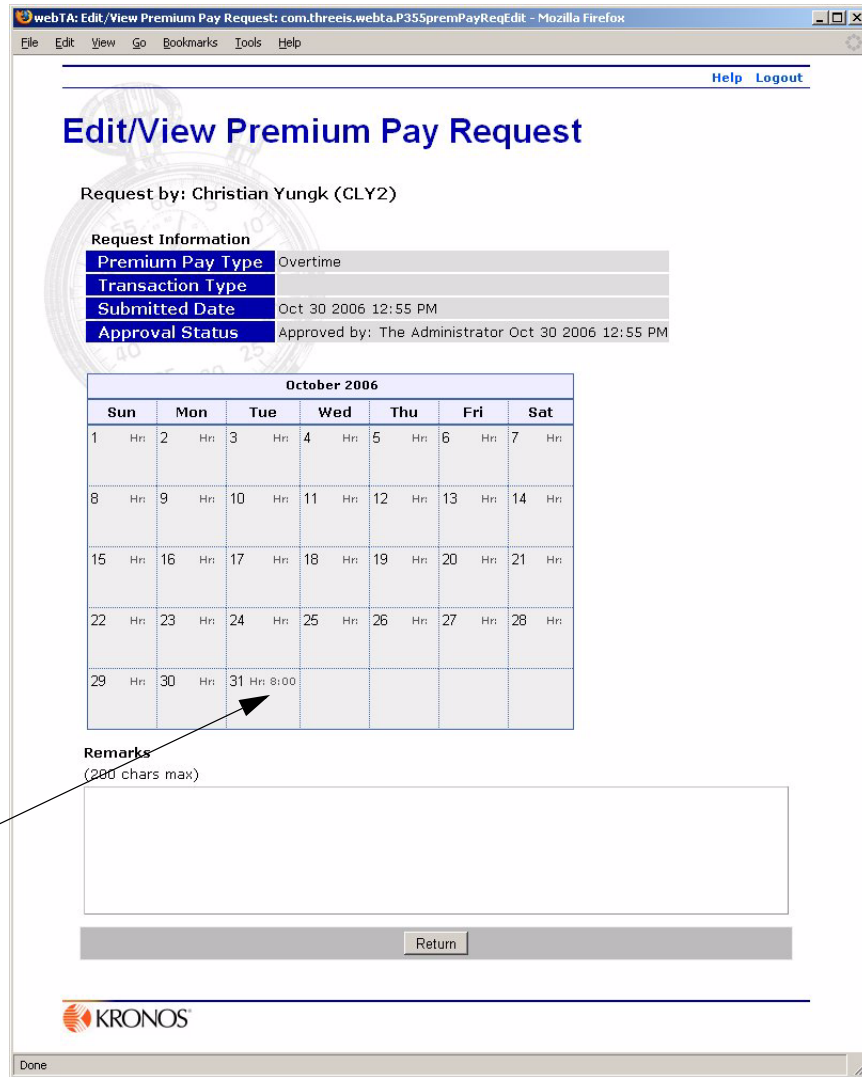 webTA: Edit/View Premium Pay Request: com.threeis.webta.P355premPayReqEdit - Mozilla Firefox
File Edit View Go Bookmarks Tools Help
Help Logout
Edit/View Premium Pay Request
Request by: Christian Yungk (CLY2)
Request Information
Premium Pay Type Overtime
Transaction Type
Submitted Date Oct 30 2006 12:55 PM
Approval Status Approved by: The Administrator Oct 30 2006 12:55 PM
October 2006
Sun Mon Tue Wed Thu Fri Sat
1 Hr: 2 Hr: 3 Hr: 4 Hr: 5 Hr: 6 Hr: 7 Hr:
8 Hr: 9 Hr: 10 Hr: 11 Hr: 12 Hr: 13 Hr: 14 Hr:
15 Hr: 16 Hr: 17 Hr: 18 Hr: 19 Hr: 20 Hr: 21 Hr:
22 Hr: 23 Hr: 24 Hr: 25 Hr: 26 Hr: 27 Hr: 28 Hr:
29 Hr: 30 Hr: 31 Hr: 8:00
Remarks
(200 chars max)
Return
KRONOS
Done